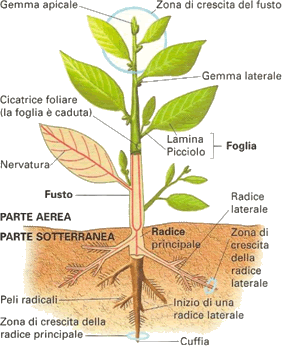 Gemma apicale
Zona di crescita del fusto
Gemma laterale
Cicatrice foliare
(la foglia è caduta)
Lamina
Picciolo
Foglia
Nervatura
Fusto
Radice
laterale
PARTE AEREA
PARTE SOTTERRANEA
Radice
principale
Zona di
crescita
della
radice
laterale
Peli radicali
Inizio di una
radice laterale
Zona di crescita della
radice principale
Cuffia